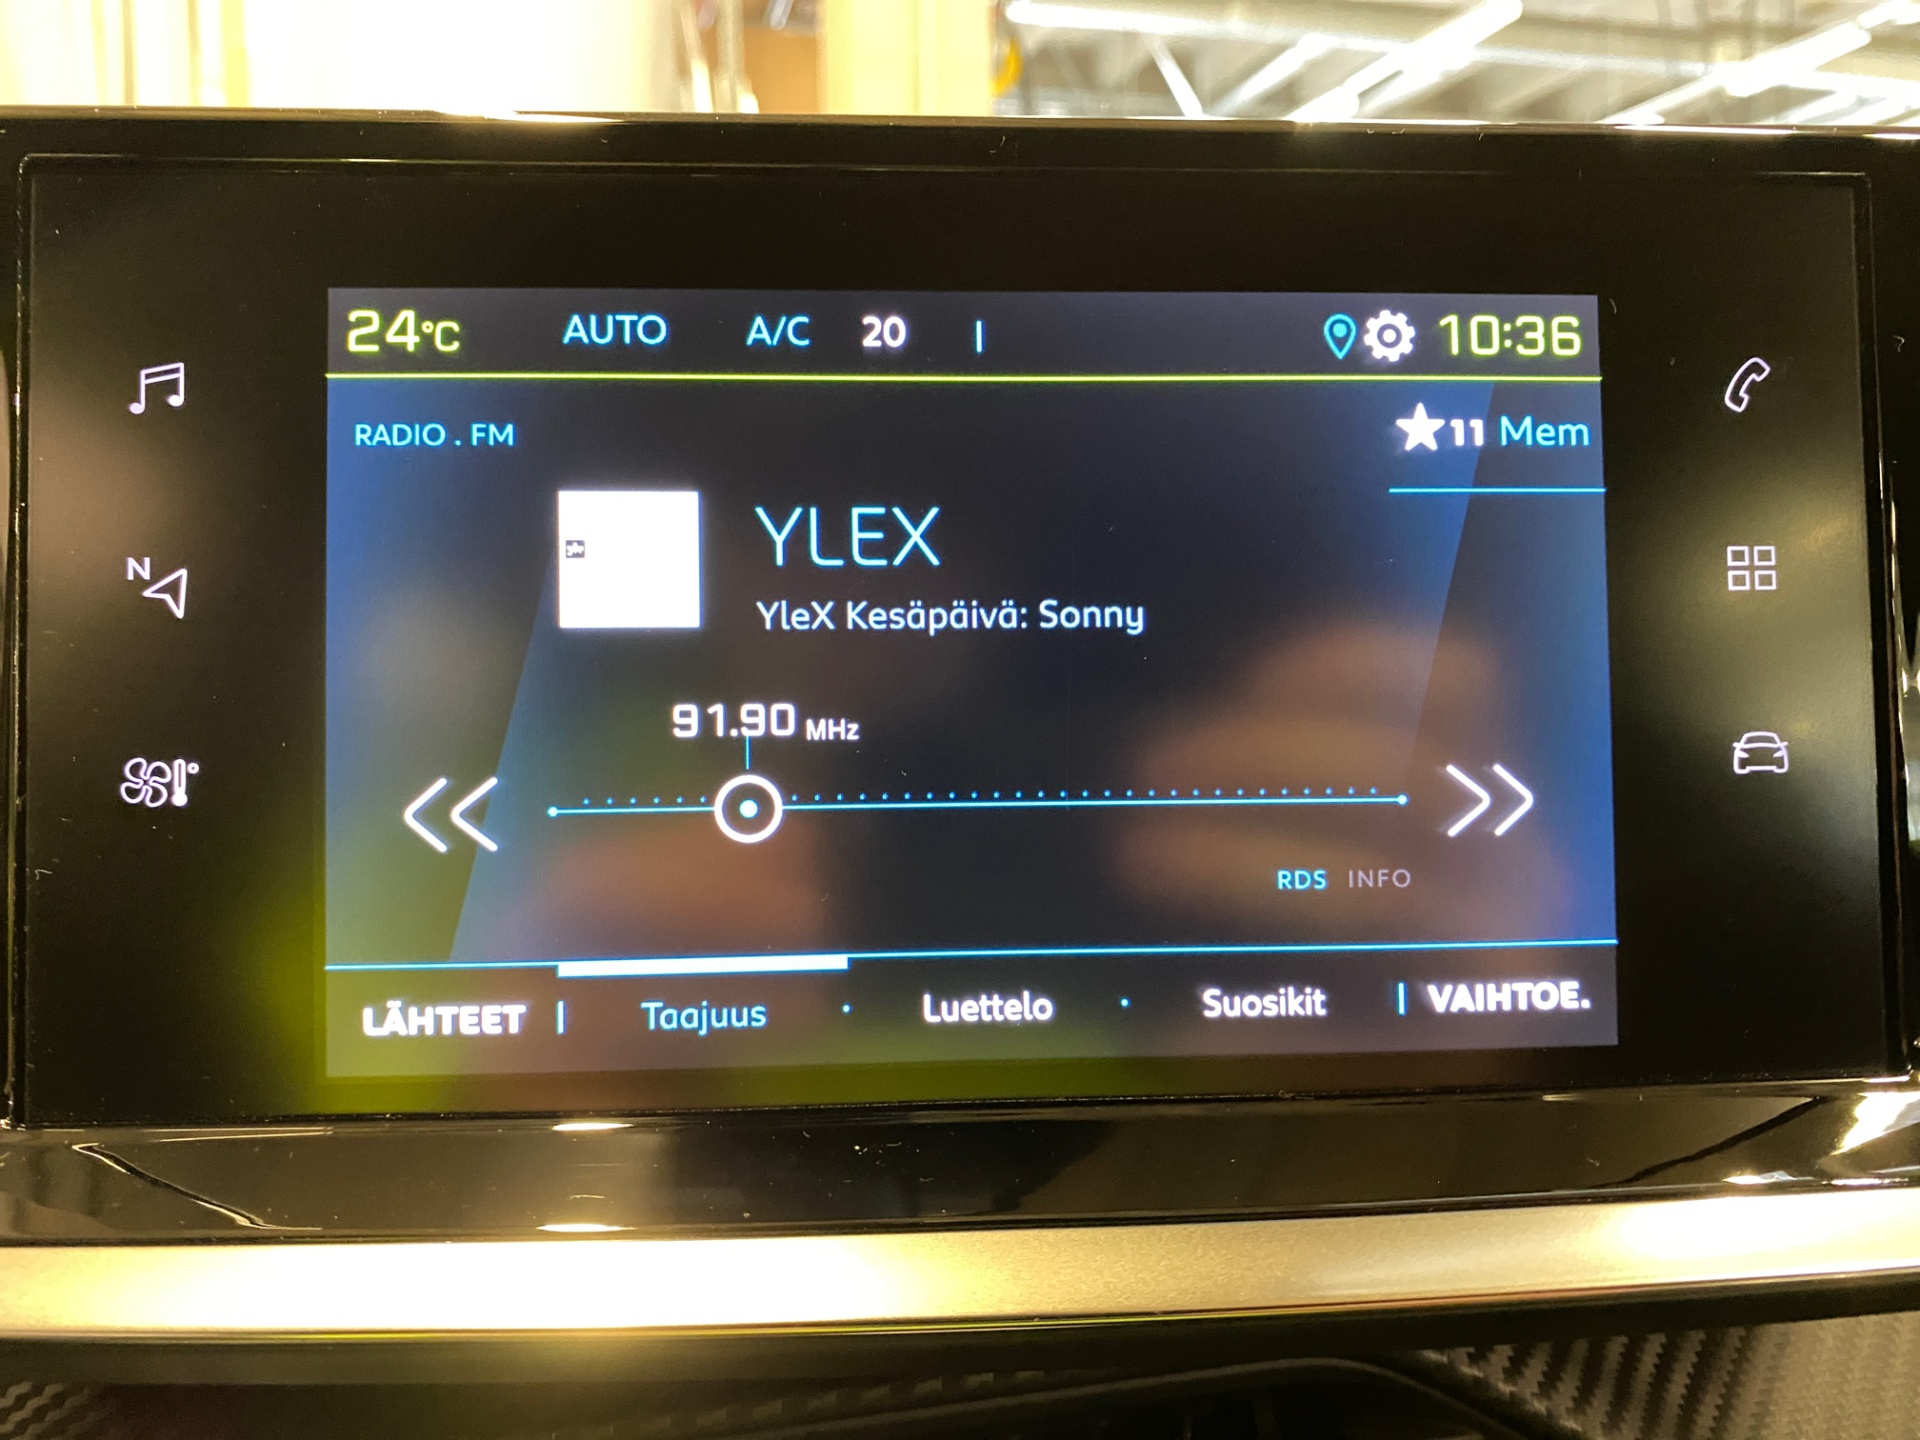 24°C AUTO A/C 20 10:36
RADIO . FM
11 Mem
YLEX
YleX Kesäpäivä: Sonny
91.90 MHz
N
RDS INFO
LÄHTEET Taajuus Luettelo Suosikit VAIHTOE.